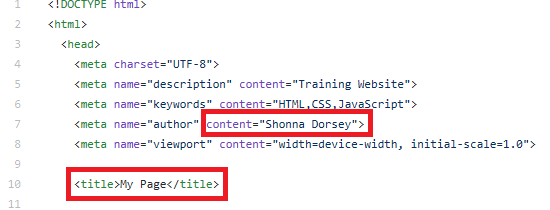 1 <!DOCTYPE html>
2 <html>
3 <head>
4 <meta charset="UTF-8">
5 <meta name="description" content="Training Website">
6 <meta name="keywords" content="HTML,CSS,JavaScript">
7 <meta name="author" content="Shonna Dorsey">
8 <meta name="viewport" content="width=device-width, initial-scale=1.0">
9
10 <title>My Page</title>